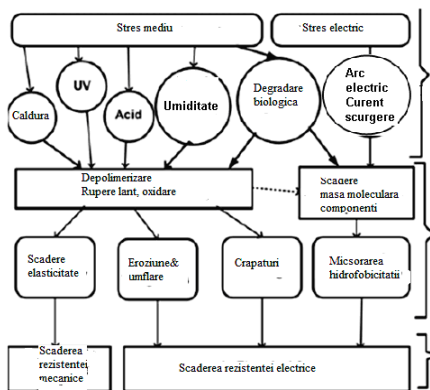 Stres mediu
Stres electric
Caldura
UV
Acid
Umiditate
Degradare
biologica
Arc
electric
Curent
scurgere
Depolimerizare
Rupere lant, oxidare
Scadere
masa moleculara
componenti
Scadere
elasticitate
Eroziune&
umflare
Crapaturi
Micsorarea
hidrofobicitatii
Scaderea
rezistentei
mecanice
Scaderea rezistentei electrice